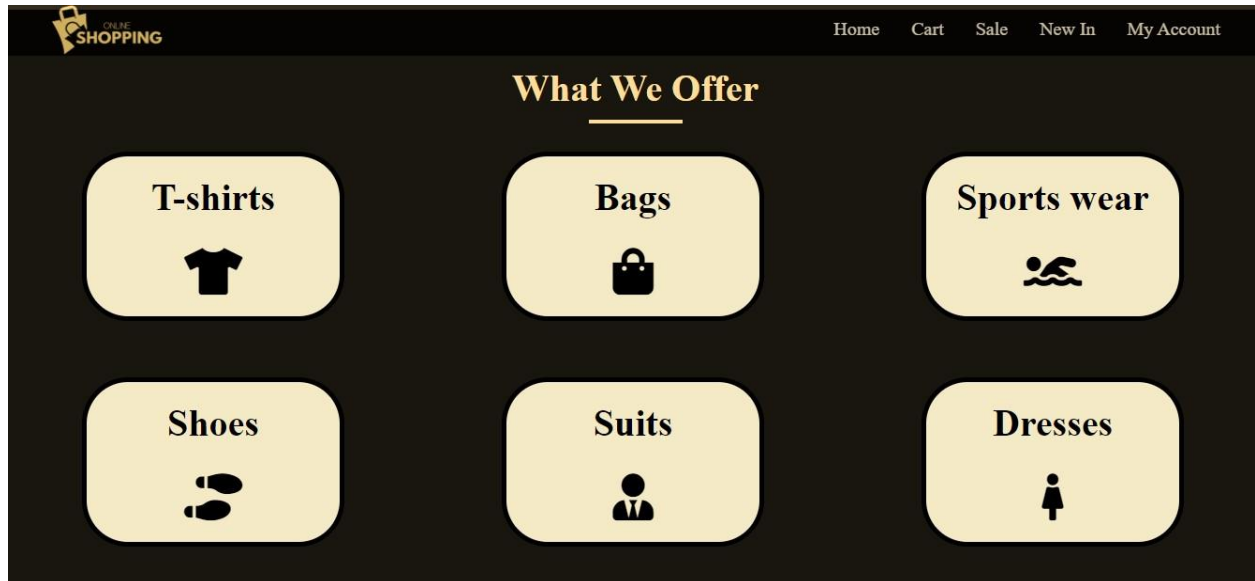 ONLINE
SHOPPING
Home Cart Sale New In My Account
What We Offer
T-shirts Bags Sports wear
Shoes Suits Dresses